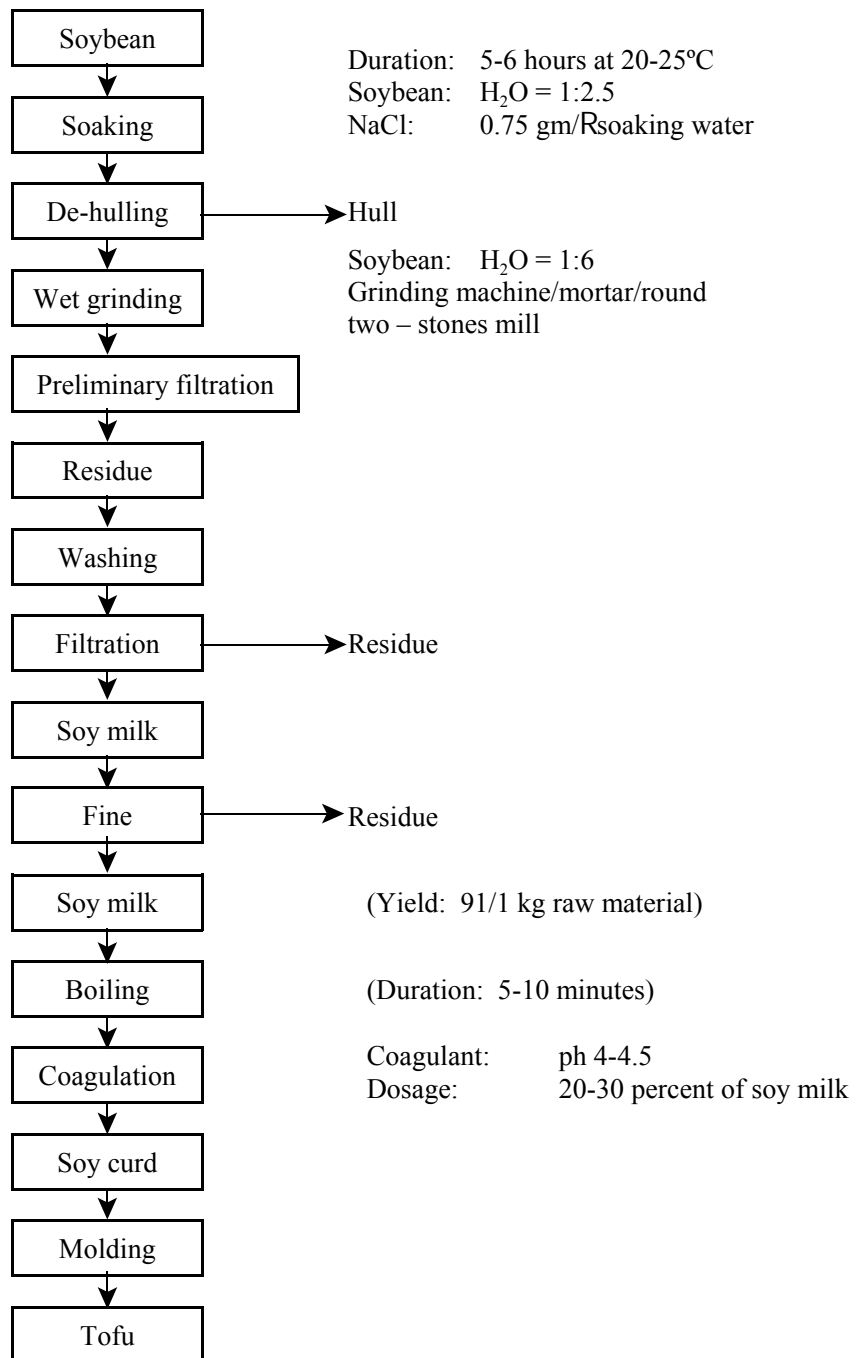 Soybean
Duration: 5-6 hours at 20-25ºC
Soybean: H₂O = 1:2.5
Soaking
NaCl: 0.75 gm/Rsoaking water
De-hulling
Hull
Soybean: H₂O = 1:6
Wet grinding
Grinding machine/mortar/round
two – stones mill
Preliminary filtration
Residue
Washing
Filtration
Residue
Soy milk
Fine
Residue
Soy milk
(Yield: 91/1 kg raw material)
Boiling
(Duration: 5-10 minutes)
Coagulation
Coagulant: ph 4-4.5
Dosage: 20-30 percent of soy milk
Soy curd
Molding
Tofu